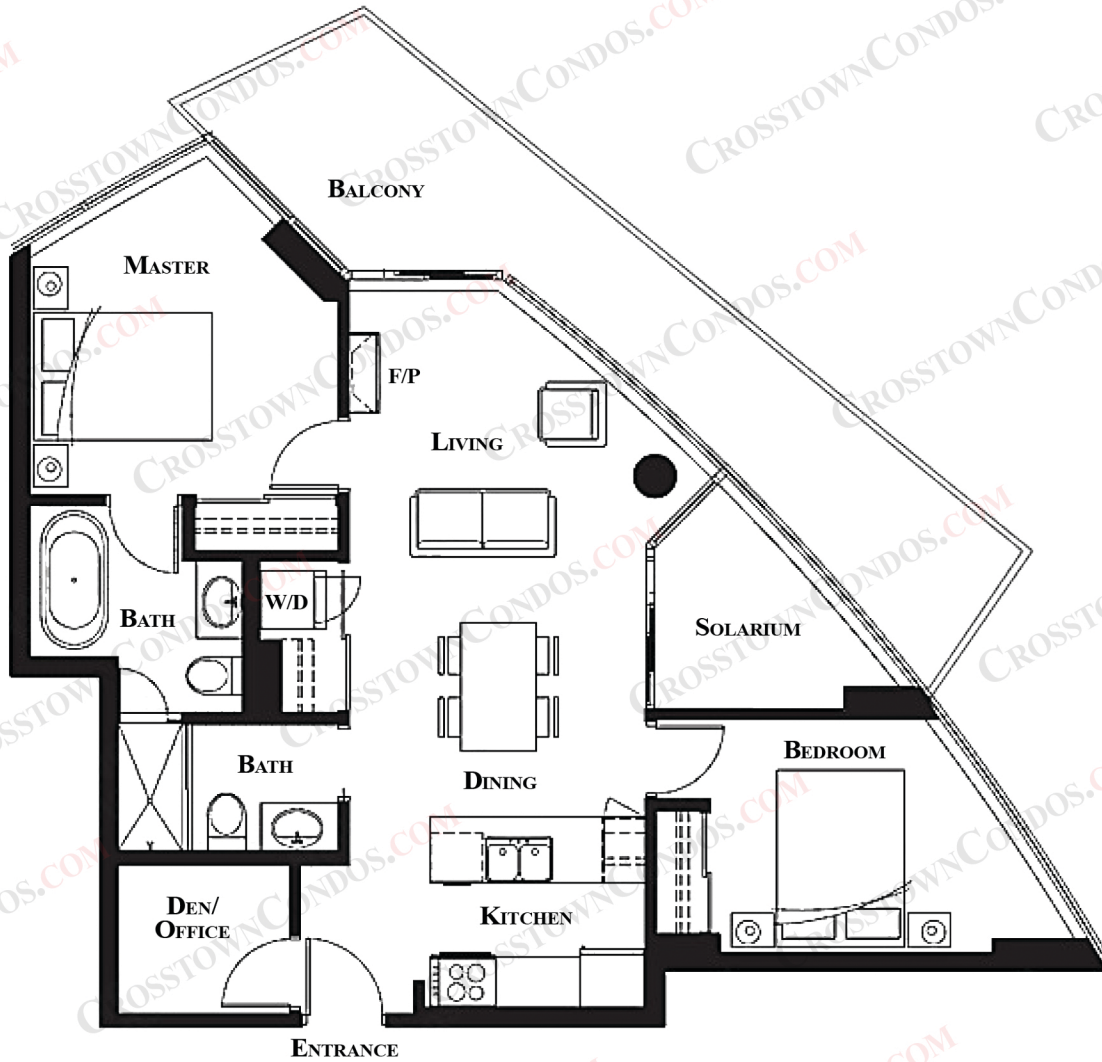 BALCONY
MASTER
F/P
LIVING
W/D
BATH
SOLARIUM
BATH
BEDROOM
DINING
DEN/
OFFICE
KITCHEN
ENTRANCE
CROSSTOWNCONDOS.COM